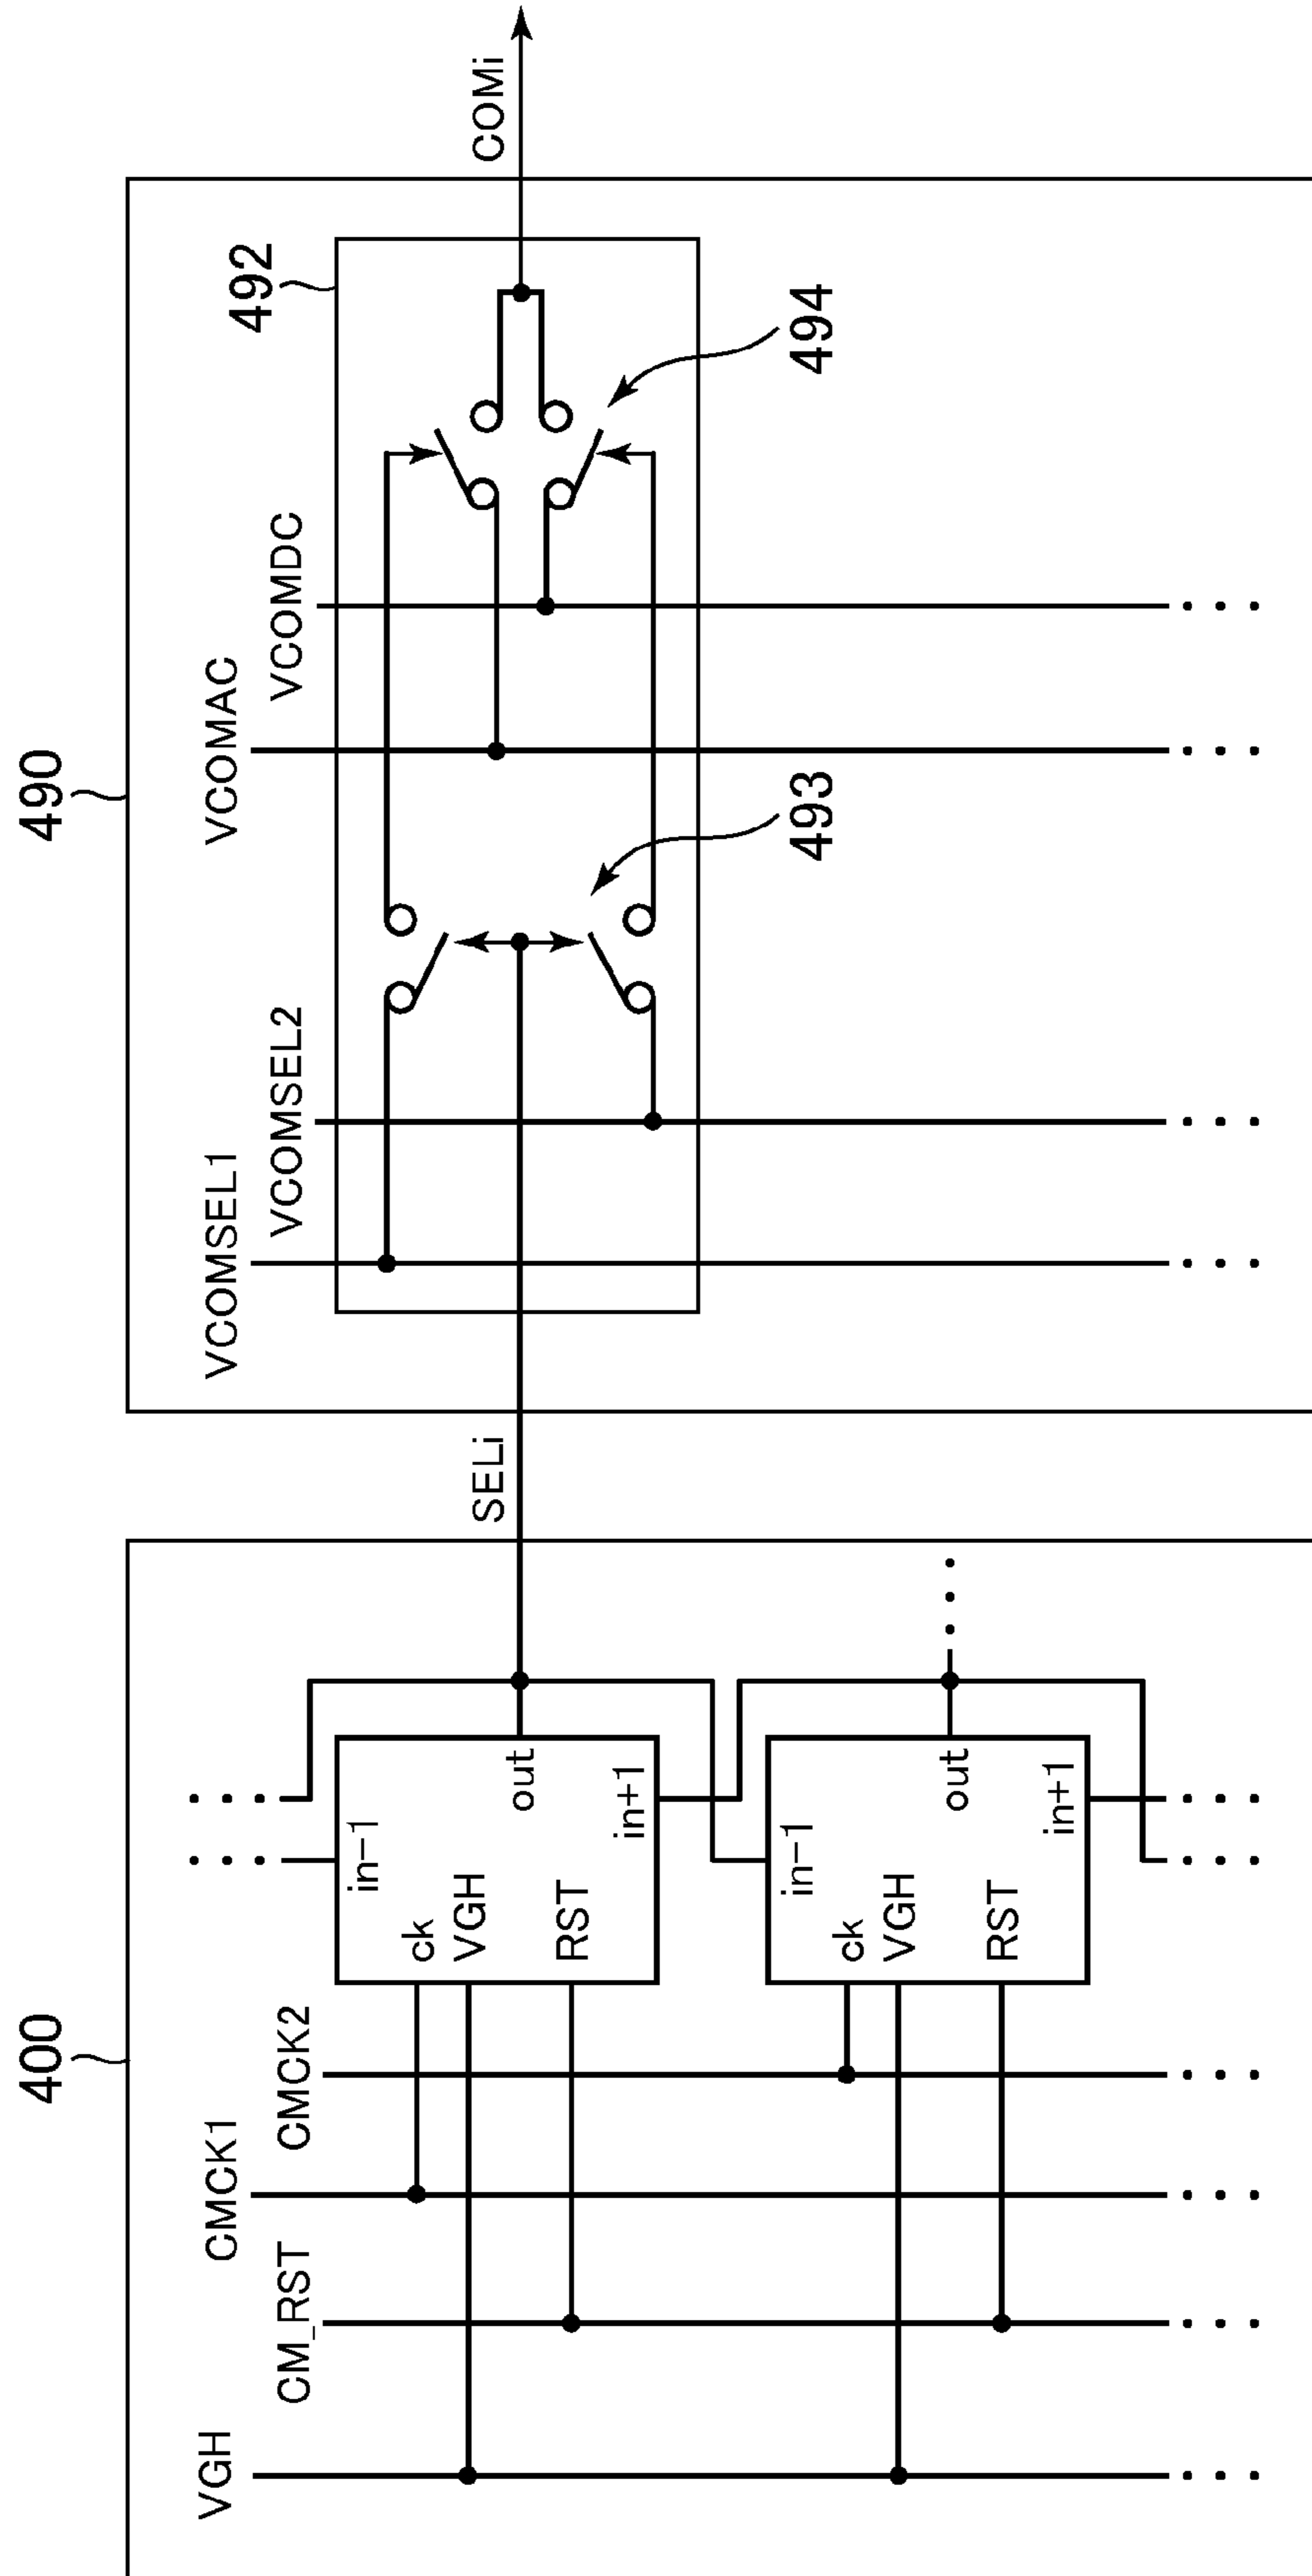 400
VGH
CM_RST
CMCK1
CMCK2
in-1
ck
VGH
RST
out
in+1
in-1
ck
VGH
RST
out
in+1
SELi
490
VCOMSEL1
VCOMSEL2
VCOMAC
VCOMDC
492
493
494
COMi